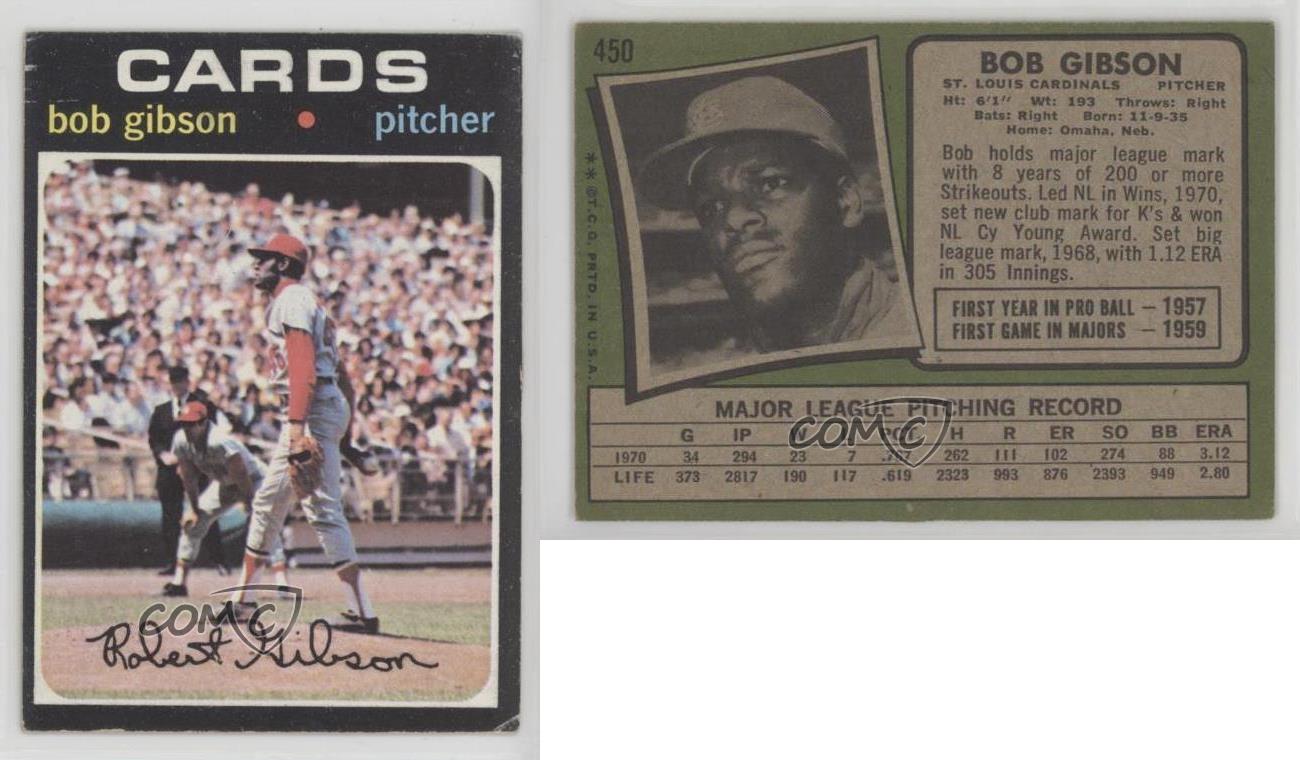 CARDS
bob gibson • pitcher
COMC
Robert Gibson
450
** ©T.C.G. PRTD. IN U.S.A.
BOB GIBSON
ST. LOUIS CARDINALS PITCHER
Ht: 6'1" Wt: 193 Throws: Right
Bats: Right Born: 11-9-35
Home: Omaha, Neb.
Bob holds major league mark
with 8 years of 200 or more
Strikeouts. Led NL in Wins, 1970,
set new club mark for K's & won
NL Cy Young Award. Set big
league mark, 1968, with 1.12 ERA
in 305 Innings.
FIRST YEAR IN PRO BALL — 1957
FIRST GAME IN MAJORS — 1959
MAJOR LEAGUE PITCHING RECORD
COMC
G IP W L PCT. H R ER SO BB ERA
1970 34 294 23 7 .767 262 111 102 274 88 3.12
LIFE 373 2817 190 117 .619 2323 993 876 2393 949 2.80